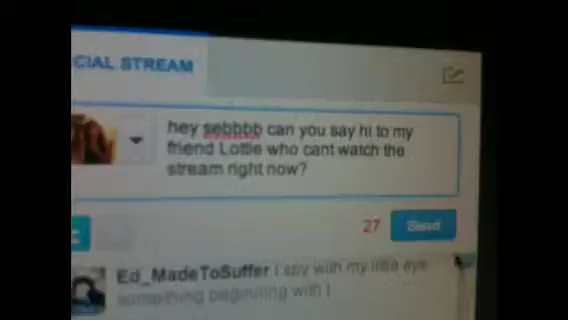 CIAL STREAM
hey sebbbb can you say hi to my
friend Lottie who cant watch the
stream right now?
27
Send
Ed_MadeToSuffer I spy with my little eye
something beginning with